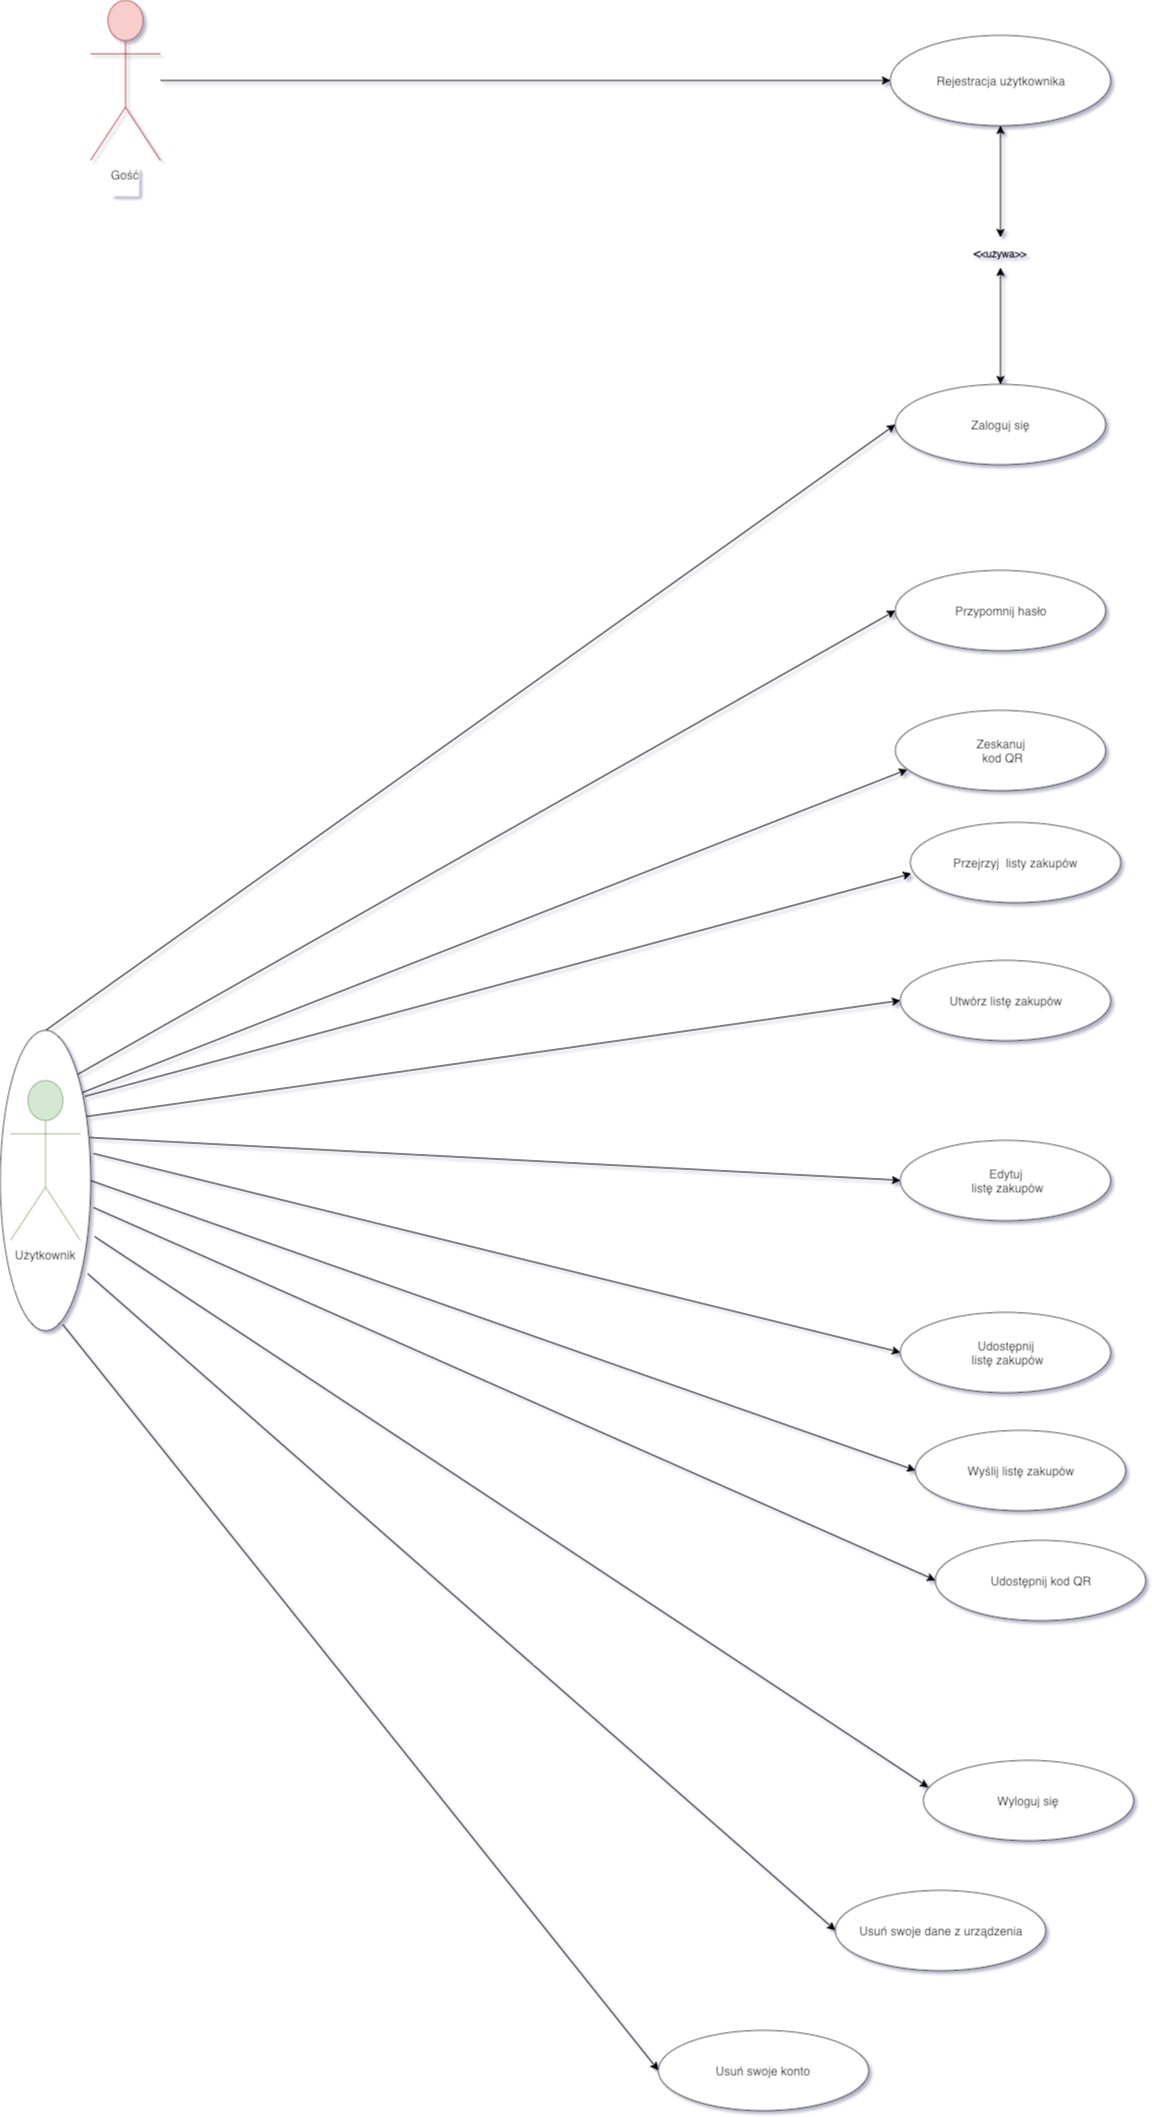 Rejestracja użytkownika
Gość
<<używa>>
Zaloguj się
Przypomnij hasło
Zeskanuj
kod QR
Przejrzyj  listy zakupów
Utwórz listę zakupów
Edytuj
listę zakupów
Użytkownik
Udostępnij
listę zakupów
Wyślij listę zakupów
Udostępnij kod QR
Wyloguj się
Usuń swoje dane z urządzenia
Usuń swoje konto